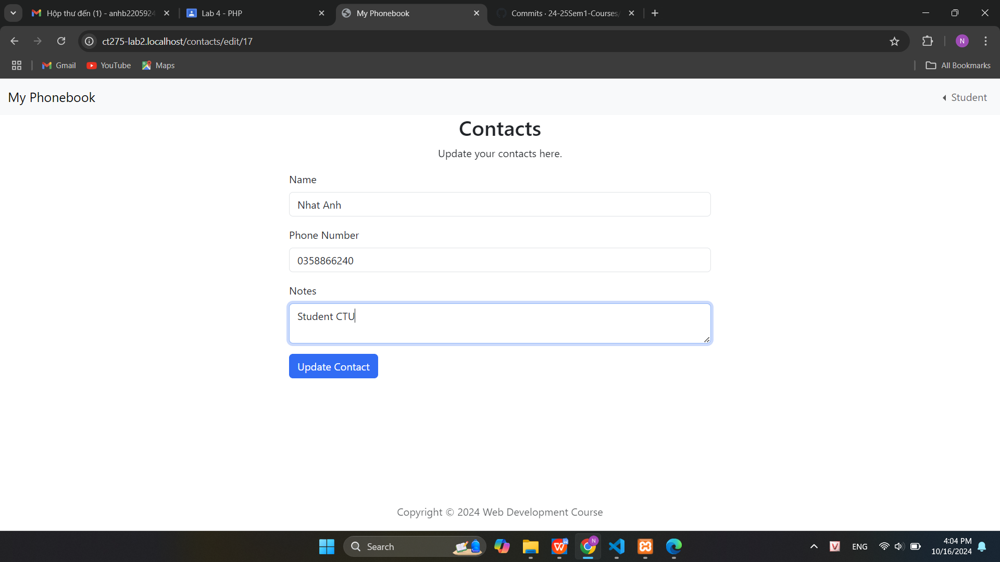 Hộp thư đến (1) - anhb2205924
Lab 4 - PHP
My Phonebook
Commits · 24-25Sem1-Courses/
ct275-lab2.localhost/contacts/edit/17
N
Gmail
YouTube
Maps
All Bookmarks
My Phonebook
Student
Contacts
Update your contacts here.
Name
Nhat Anh
Phone Number
0358866240
Notes
Student CTU
Update Contact
Copyright © 2024 Web Development Course
Search
N
V
ENG
4:04 PM
10/16/2024